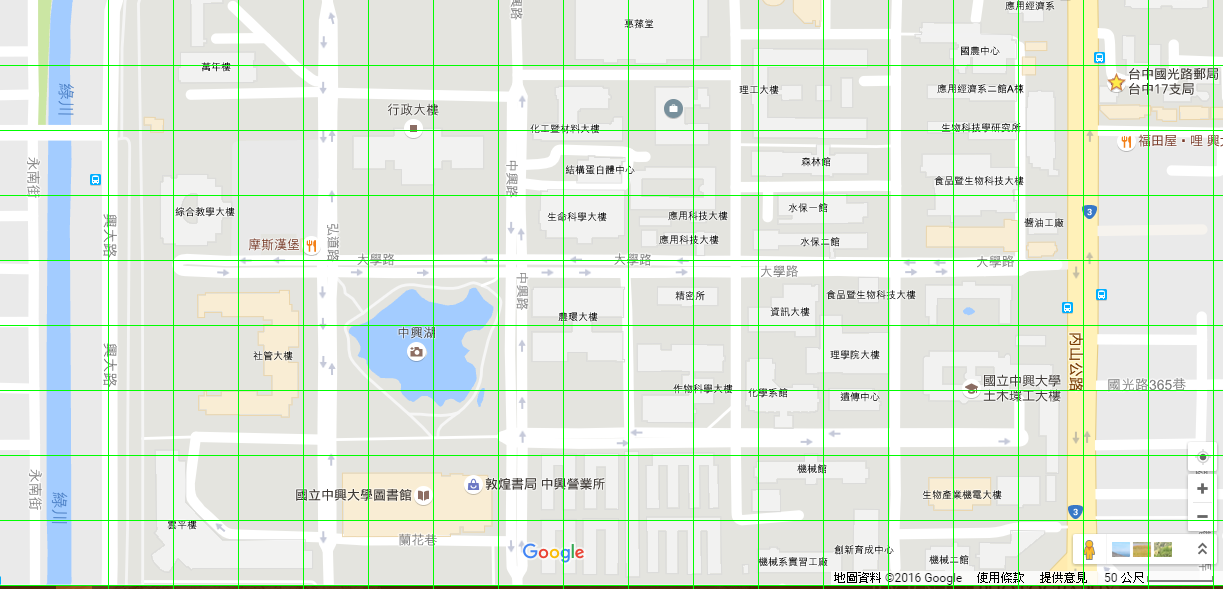 興路
惠蓀堂
應用經濟系
國農中心
萬年樓
綠川
理工大樓
應用經濟系二館A棟
台中國光路郵局
台中17支局
行政大樓
化工暨材料大樓
生物科技學研究所
福田屋・哩 興大
永南街
中興路
結構蛋白體中心
森林館
食品暨生物科技大樓
綜合教學大樓
興大路
生命科學大樓
應用科技大樓
水保一館
3
醬油工廠
摩斯漢堡
弘道路
應用科技大樓
水保二館
大學路
大學路
大學路
大學路
中興路
精密所
食品暨生物科技大樓
農環大樓
資訊大樓
中興湖
社管大樓
興大路
理學院大樓
內山公路
作物科學大樓
化學系館
遺傳中心
國立中興大學
土木環工大樓
國光路365巷
機械館
永南街
綠川
國立中興大學圖書館
敦煌書局 中興營業所
生物產業機電大樓
3
雲平樓
蘭花巷
Google
創新育成中心
機械系實習工廠
機械二館
地圖資料 ©2016 Google
使用條款
提供意見
50 公尺